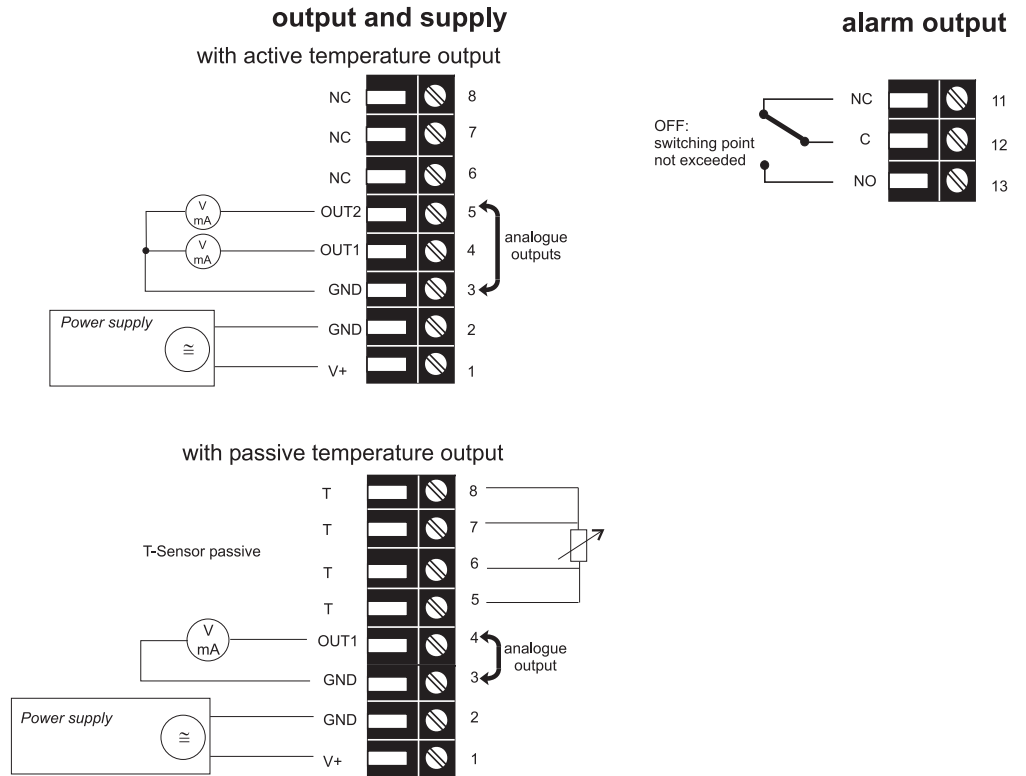 output and supply
with active temperature output
NC 8
NC 7
NC 6
V mA OUT2 5
V mA OUT1 4
analogue outputs
GND 3
Power supply
≅
GND 2
V+ 1
alarm output
OFF: switching point not exceeded
NC 11
C 12
NO 13
with passive temperature output
T 8
T 7
T-Sensor passive
T 6
T 5
V mA OUT1 4
analogue output
GND 3
Power supply
≅
GND 2
V+ 1